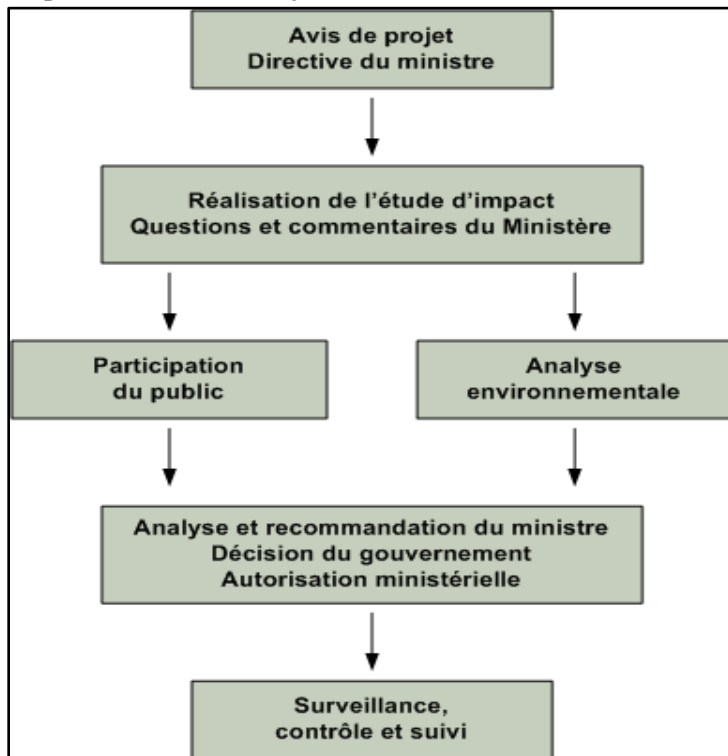 Avis de projet
Directive du ministre
Réalisation de l'étude d'impact
Questions et commentaires du Ministère
Participation
du public
Analyse
environnementale
Analyse et recommandation du ministre
Décision du gouvernement
Autorisation ministérielle
Surveillance,
contrôle et suivi